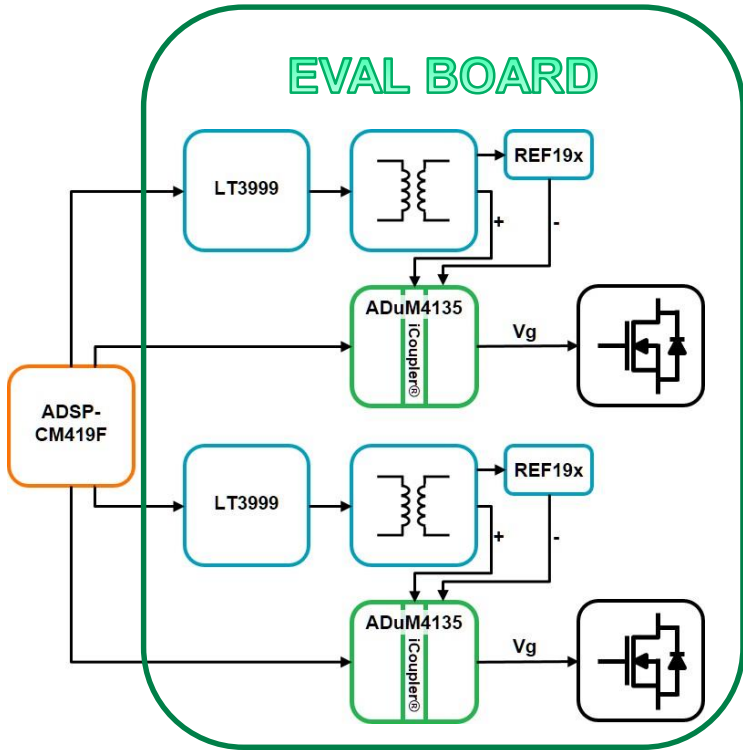 EVAL BOARD
LT3999
REF19x
+
-
ADuM4135
iCoupler®
Vg
ADSP-
CM419F
LT3999
REF19x
+
-
ADuM4135
iCoupler®
Vg